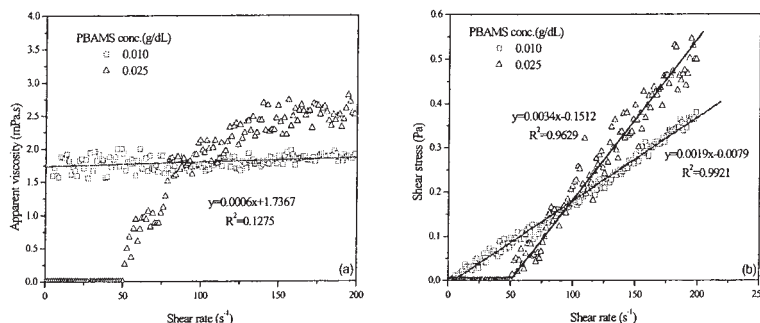 PBAMS conc.(g/dL)
0.010
0.025
Apparent viscosity (mPa.s)
4.0
3.5
3.0
2.5
2.0
1.5
1.0
0.5
0.0
y=0.0006x+1.7367
R²=0.1275
(a)
0
50
100
150
200
Shear rate (s⁻¹)
PBAMS conc.(g/dL)
0.010
0.025
Shear stress (Pa)
0.6
0.5
0.4
0.3
0.2
0.1
0.0
y=0.0034x-0.1512
R²=0.9629
y=0.0019x-0.0079
R²=0.9921
(b)
0
50
100
150
200
250
Shear rate (s⁻¹)